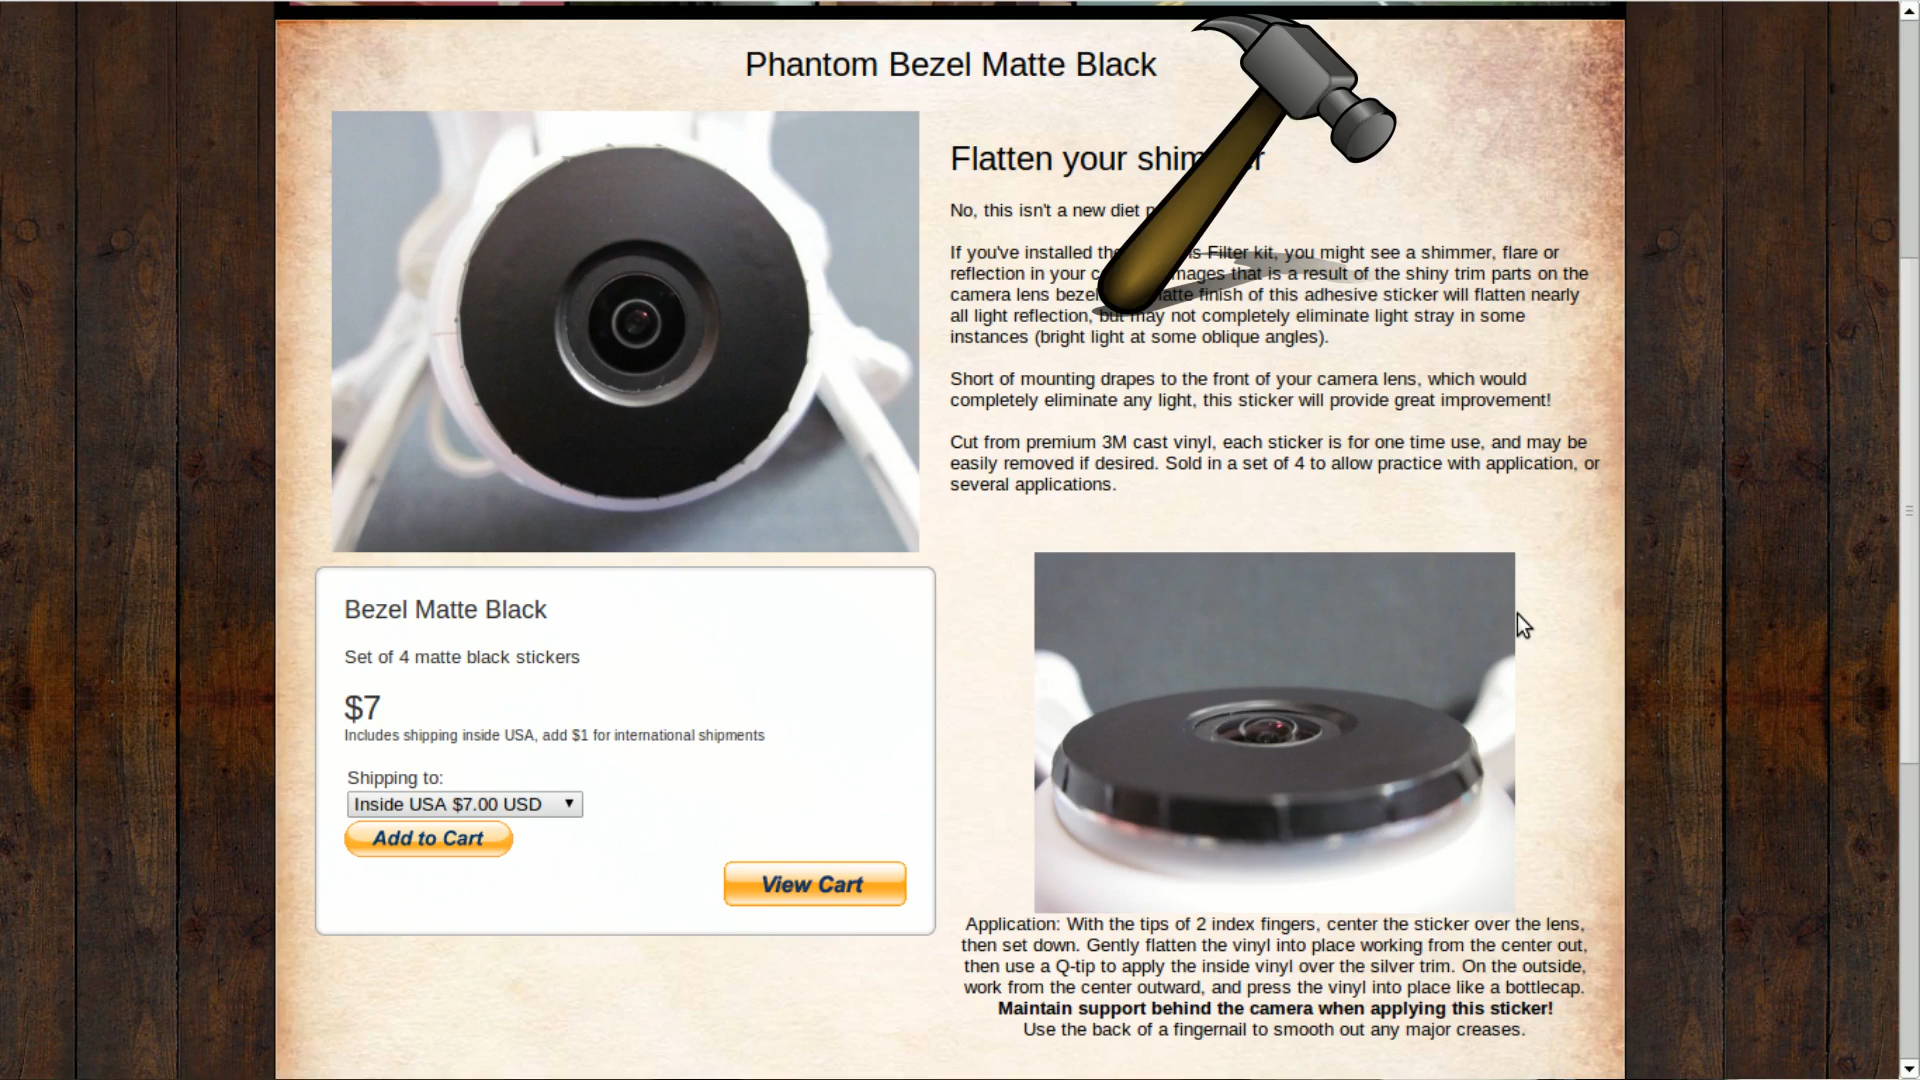 Phantom Bezel Matte Black
Flatten your
No, this isn't a new diet
If you've installed Filter kit, you might see a shimmer, flare or
reflection in your that is a result of the shiny trim parts on the
camera lens bezel finish of this adhesive sticker will flatten nearly
all light reflection, but may not completely eliminate light stray in some
instances (bright light at some oblique angles).
Short of mounting drapes to the front of your camera lens, which would
completely eliminate any light, this sticker will provide great improvement!
Cut from premium 3M cast vinyl, each sticker is for one time use, and may be
easily removed if desired. Sold in a set of 4 to allow practice with application, or
several applications.
Bezel Matte Black
Set of 4 matte black stickers
$7
Includes shipping inside USA, add $1 for international shipments
Shipping to:
Inside USA $7.00 USD
Add to Cart
View Cart
Application: With the tips of 2 index fingers, center the sticker over the lens,
then set down. Gently flatten the vinyl into place working from the center out,
then use a Q-tip to apply the inside vinyl over the silver trim. On the outside,
work from the center outward, and press the vinyl into place like a bottlecap.
Maintain support behind the camera when applying this sticker!
Use the back of a fingernail to smooth out any major creases.